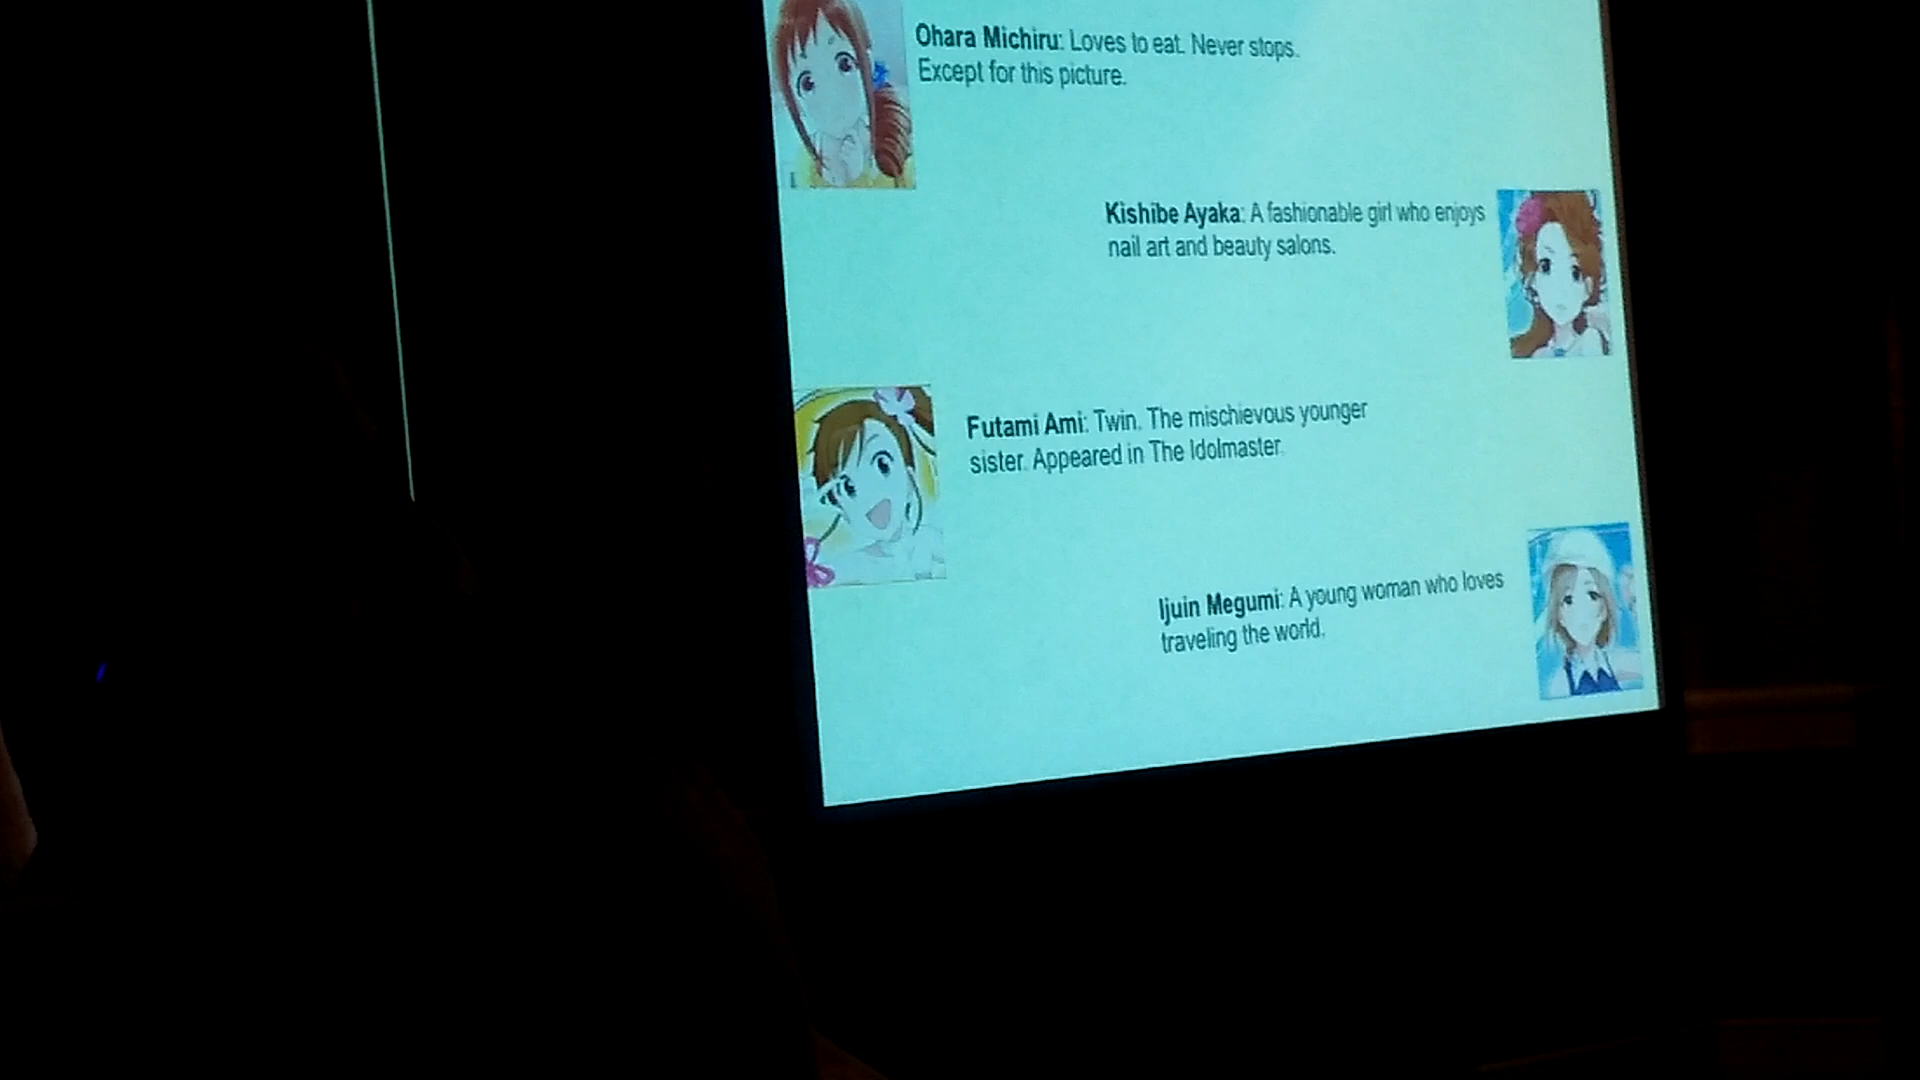 Ohara Michiru: Loves to eat. Never stops.
Except for this picture.
Kishibe Ayaka: A fashionable girl who enjoys
nail art and beauty salons.
Futami Ami: Twin. The mischievous younger
sister. Appeared in The Idolmaster.
Ijuin Megumi: A young woman who loves
traveling the world.